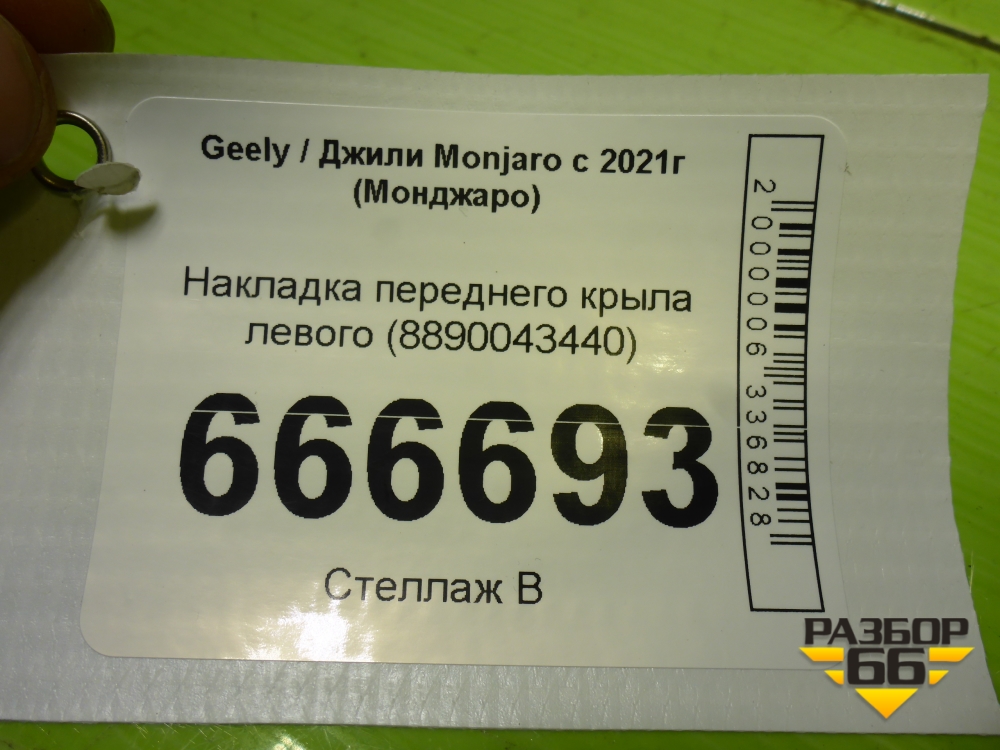 Geely / Джили Monjaro с 2021г
(Монджаро)
Накладка переднего крыла
левого (8890043440)
666693
Стеллаж В
2000006336828
РАЗБОР
66